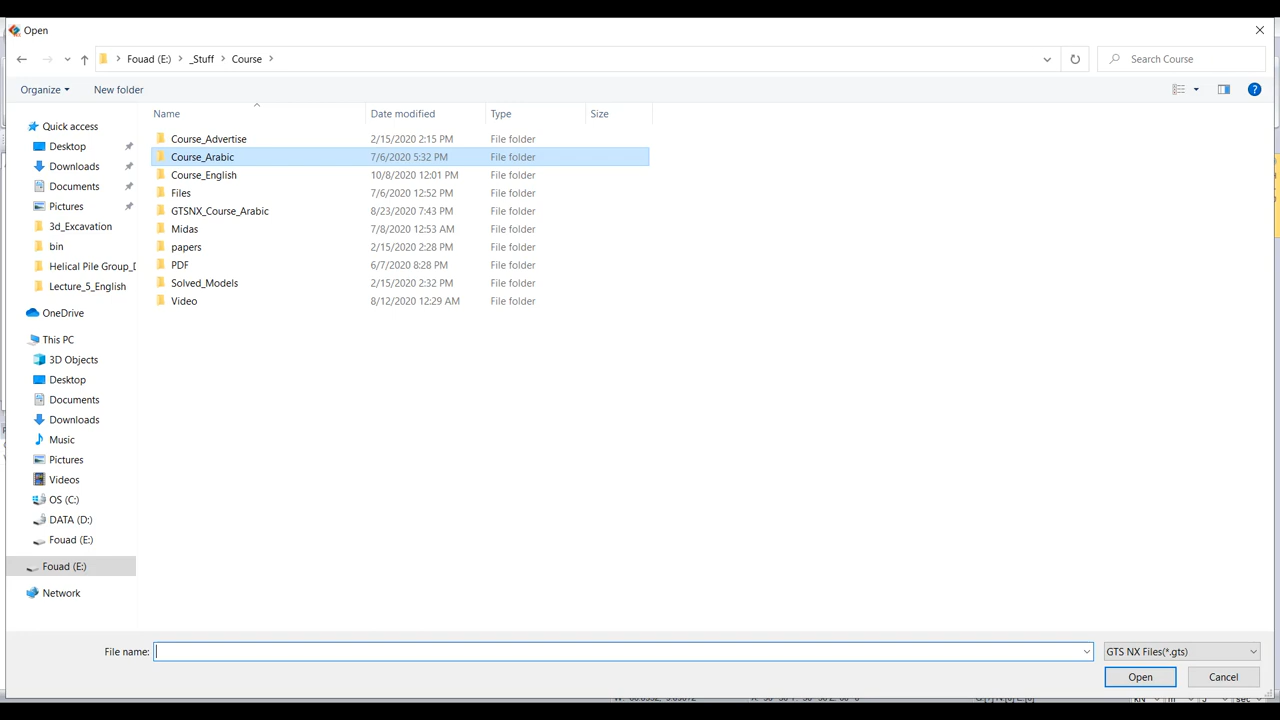 Open
Fouad (E:) _Stuff Course
Search Course
Organize New folder
Name Date modified Type Size
Course_Advertise 2/15/2020 2:15 PM File folder
Course_Arabic 7/6/2020 5:32 PM File folder
Course_English 10/8/2020 12:01 PM File folder
Files 7/6/2020 12:52 PM File folder
GTSNX_Course_Arabic 8/23/2020 7:43 PM File folder
Midas 7/8/2020 12:53 AM File folder
papers 2/15/2020 2:28 PM File folder
PDF 6/7/2020 8:28 PM File folder
Solved_Models 2/15/2020 2:32 PM File folder
Video 8/12/2020 12:29 AM File folder
Quick access
Desktop
Downloads
Documents
Pictures
3d_Excavation
bin
Helical Pile Group_D
Lecture_5_English
OneDrive
This PC
3D Objects
Desktop
Documents
Downloads
Music
Pictures
Videos
OS (C:)
DATA (D:)
Fouad (E:)
Fouad (E:)
Network
File name:
GTS NX Files(*.gts)
Open Cancel